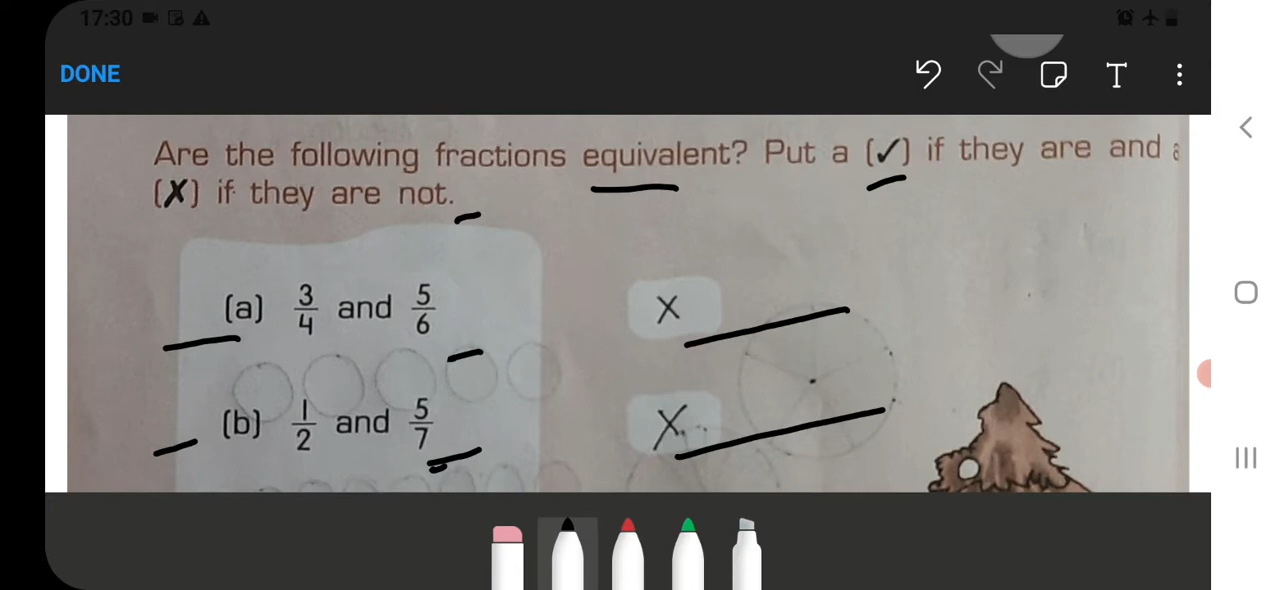 17:30
DONE
T
Are the following fractions equivalent? Put a (✓) if they are and a
(✗) if they are not.
(a) 3/4 and 5/6 X
(b) 1/2 and 5/7 X